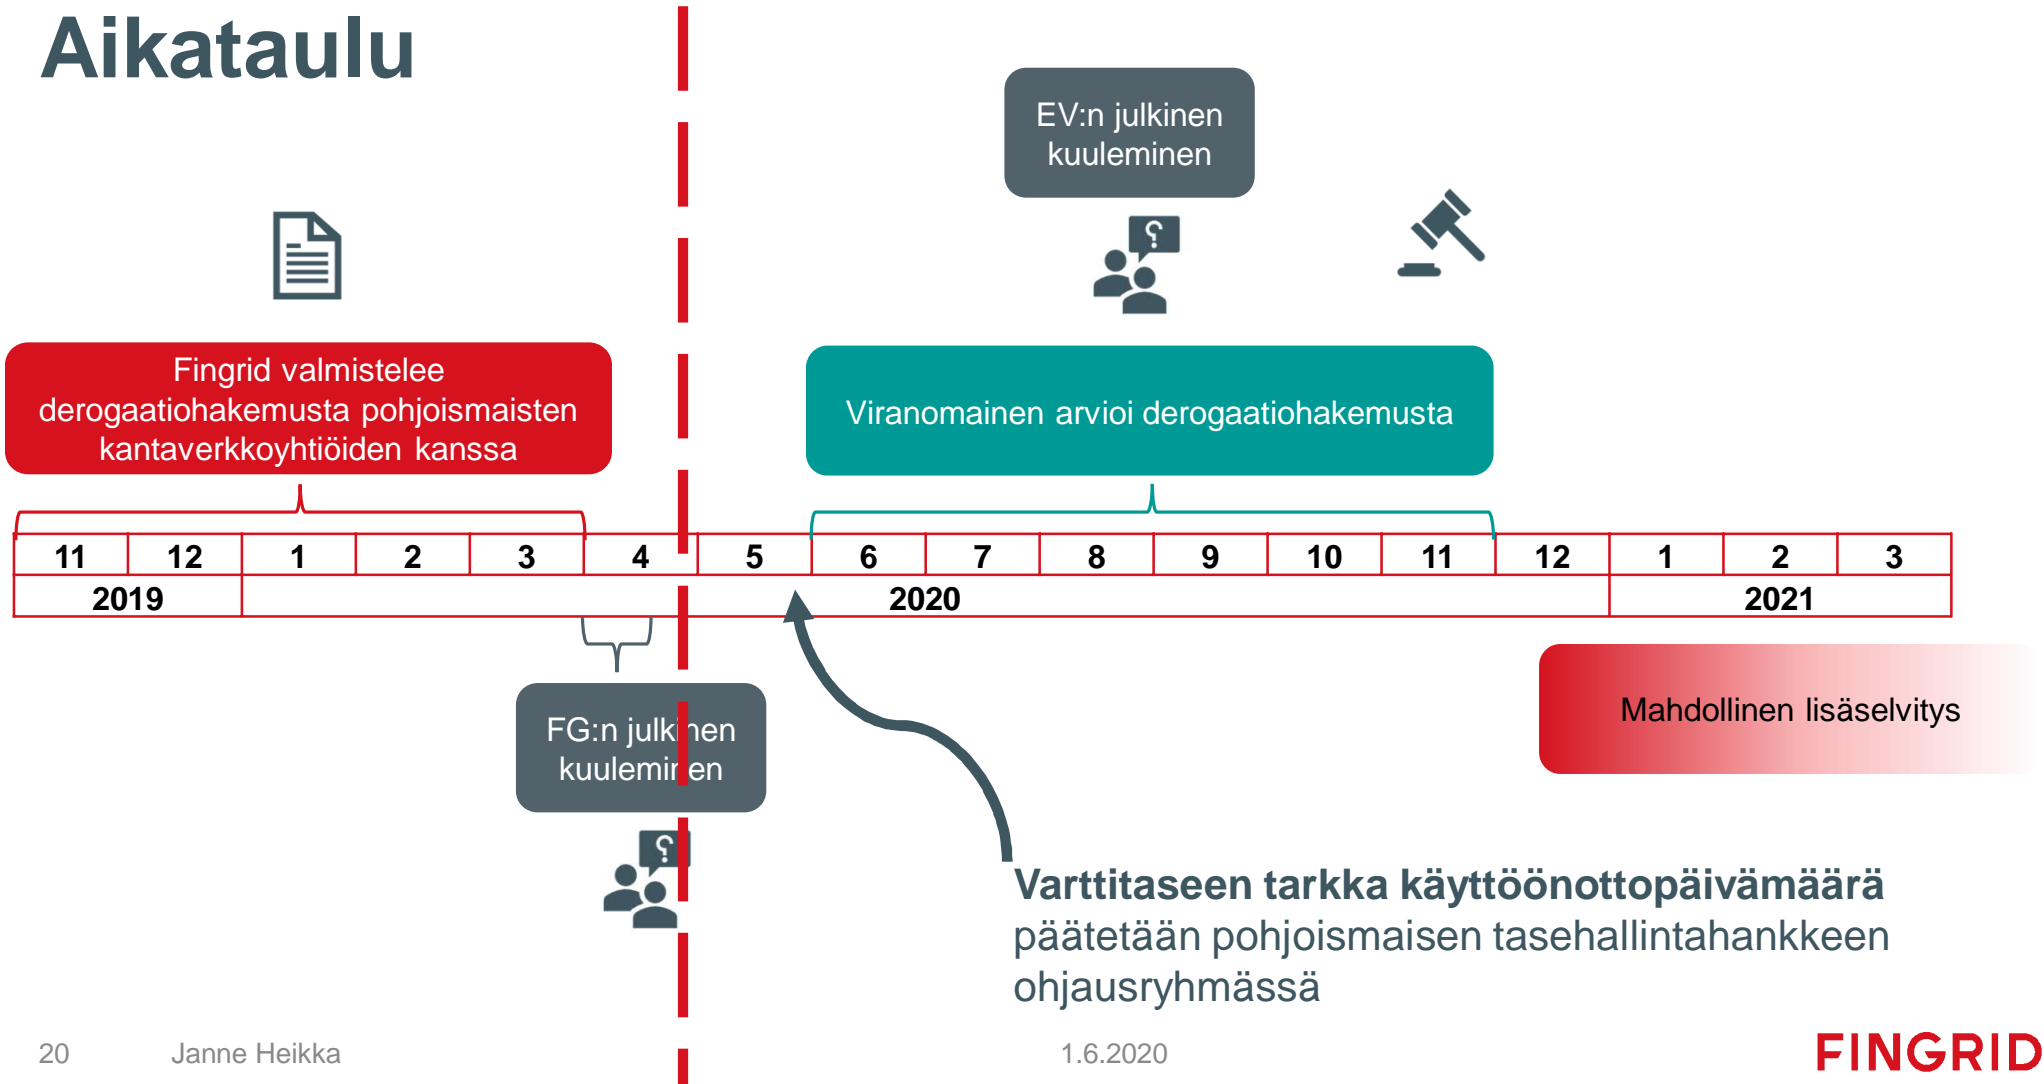 Aikataulu
EV:n julkinen
kuuleminen
Fingrid valmistelee
derogaatiohakemusta pohjoismaisten
kantaverkkoyhtiöiden kanssa
Viranomainen arvioi derogaatiohakemusta
11 12 1 2 3 4 5 6 7 8 9 10 11 12 1 2 3
2019 2020 2021
FG:n julkinen
kuuleminen
Mahdollinen lisäselvitys
Varttitaseen tarkka käyttöönottopäivämäärä
päätetään pohjoismaisen tasehallintahankkeen
ohjausryhmässä
20 Janne Heikka 1.6.2020
FINGRID